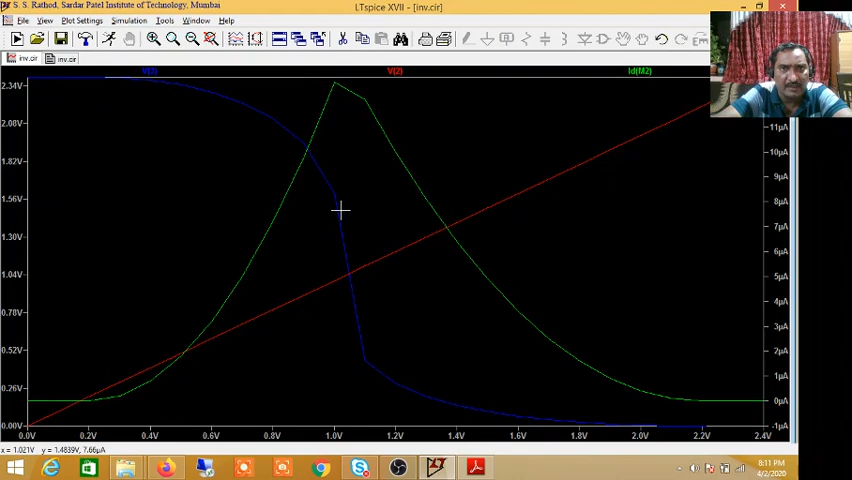 S. S. Rathod, Sardar Patel Institute of Technology, Mumbai
LTspice XVII - [inv.cir]
File View Plot Settings Simulation Tools Window Help
inv.cir inv.cir
V(2) Id(M2)
2.34V
2.08V
1.82V
1.56V
1.30V
1.04V
0.78V
0.52V
0.26V
0.00V
11µA
10µA
9µA
8µA
7µA
6µA
5µA
4µA
3µA
2µA
1µA
0µA
-1µA
0.0V 0.2V 0.4V 0.6V 0.8V 1.0V 1.2V 1.4V 1.6V 1.8V 2.0V 2.2V 2.4V
x = 1.021V y = 1.4839V, 7.66µA
8:11 PM
4/2/2020